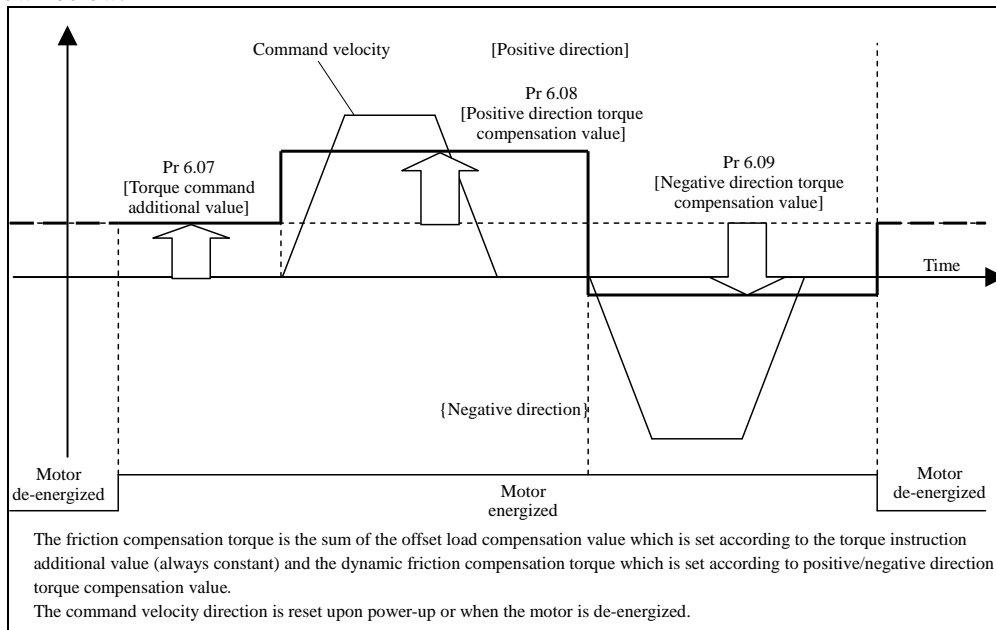 Command velocity
[Positive direction]
Pr 6.08
[Positive direction torque
compensation value]
Pr 6.07
[Torque command
additional value]
Pr 6.09
[Negative direction torque
compensation value]
Time
{Negative direction}
Motor
de-energized
Motor
energized
Motor
de-energized
The friction compensation torque is the sum of the offset load compensation value which is set according to the torque instruction
additional value (always constant) and the dynamic friction compensation torque which is set according to positive/negative direction
torque compensation value.
The command velocity direction is reset upon power-up or when the motor is de-energized.